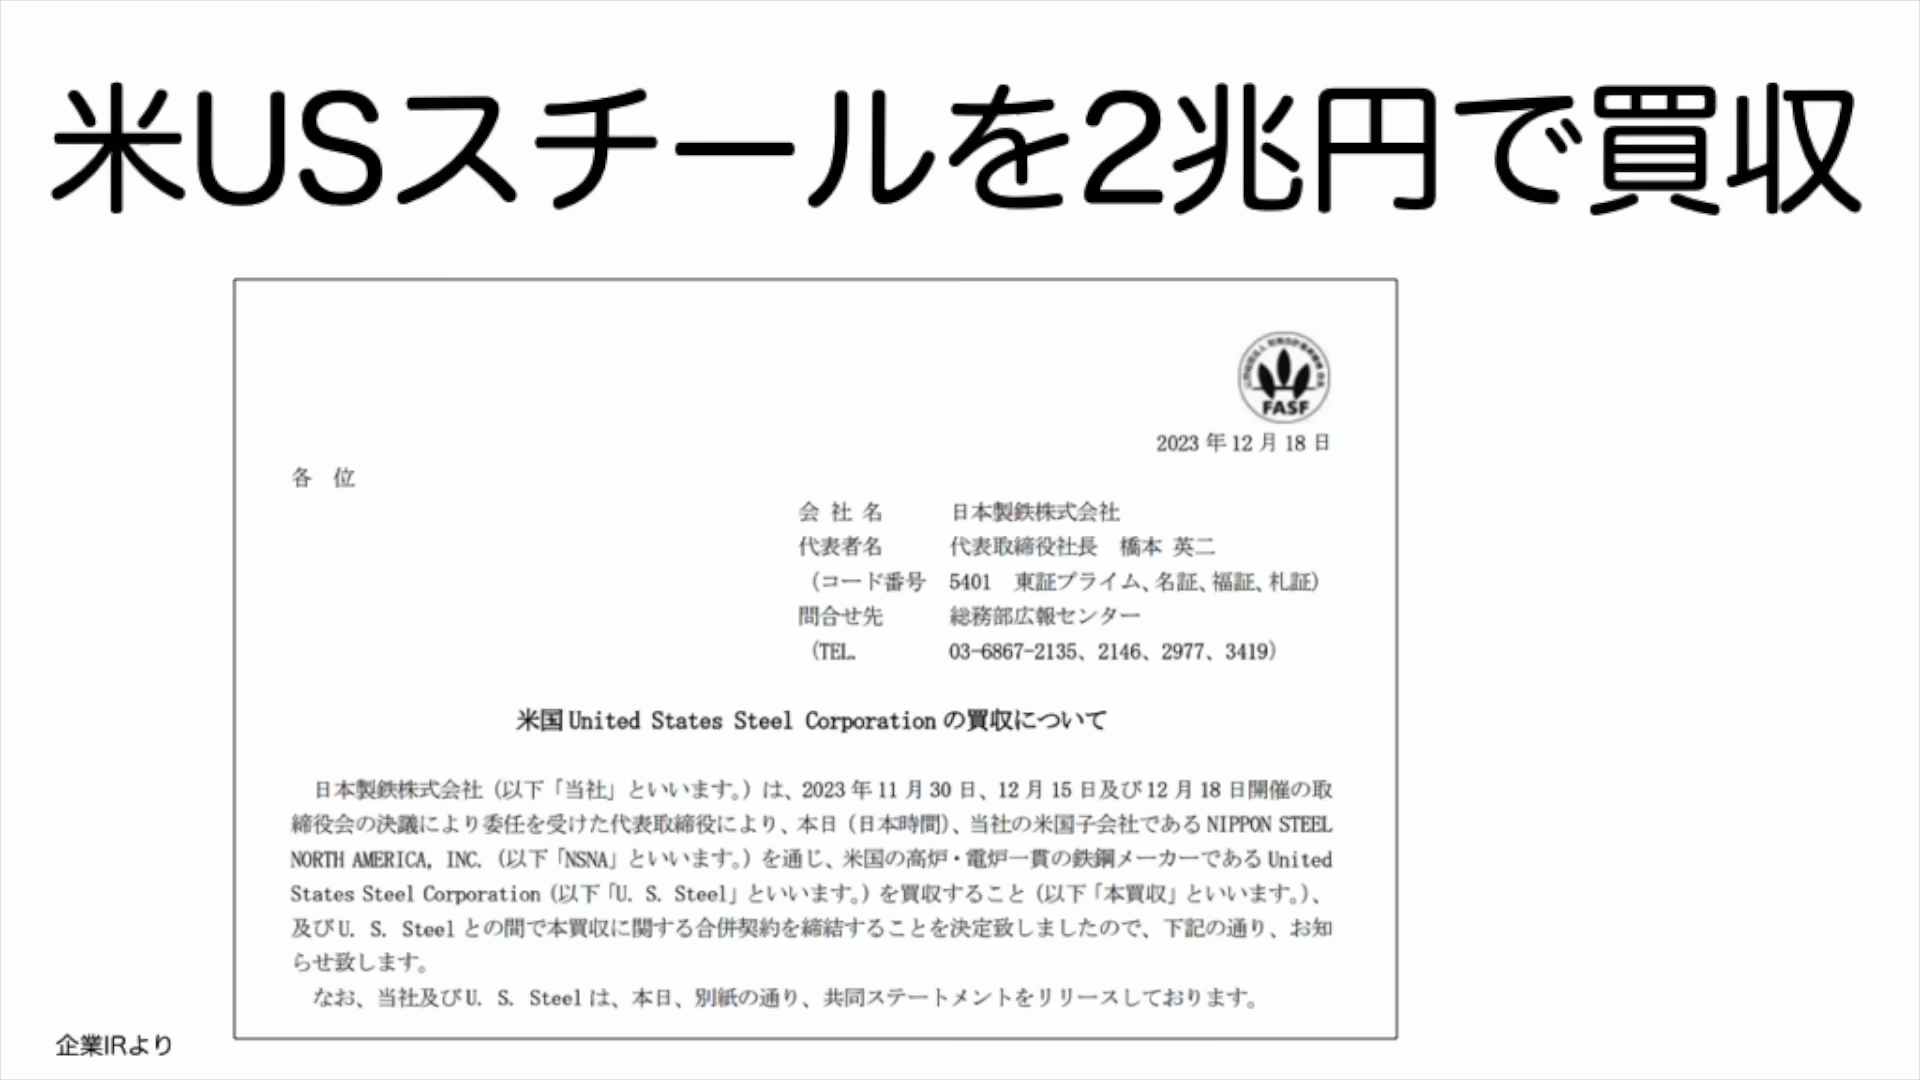 米USスチールを2兆円で買収
FASF
2023年12月18日
各 位
会 社 名 日本製鉄株式会社
代表者名 代表取締役社長 橋本 英二
(コード番号 5401 東証プライム、名証、福証、札証)
問合せ先 総務部広報センター
(TEL. 03-6867-2135、2146、2977、3419)
米国 United States Steel Corporation の買収について
日本製鉄株式会社(以下「当社」といいます。)は、2023年11月30日、12月15日及び12月18日開催の取
締役会の決議により委任を受けた代表取締役により、本日(日本時間)、当社の米国子会社であるNIPPON STEEL
NORTH AMERICA, INC.(以下「NSNA」といいます。)を通じ、米国の高炉・電炉一貫の鉄鋼メーカーであるUnited
States Steel Corporation(以下「U. S. Steel」といいます。)を買収すること(以下「本買収」といいます。)、
及びU. S. Steel との間で本買収に関する合併契約を締結することを決定致しましたので、下記の通り、お知
らせ致します。
なお、当社及びU. S. Steel は、本日、別紙の通り、共同ステートメントをリリースしております。
企業IRより